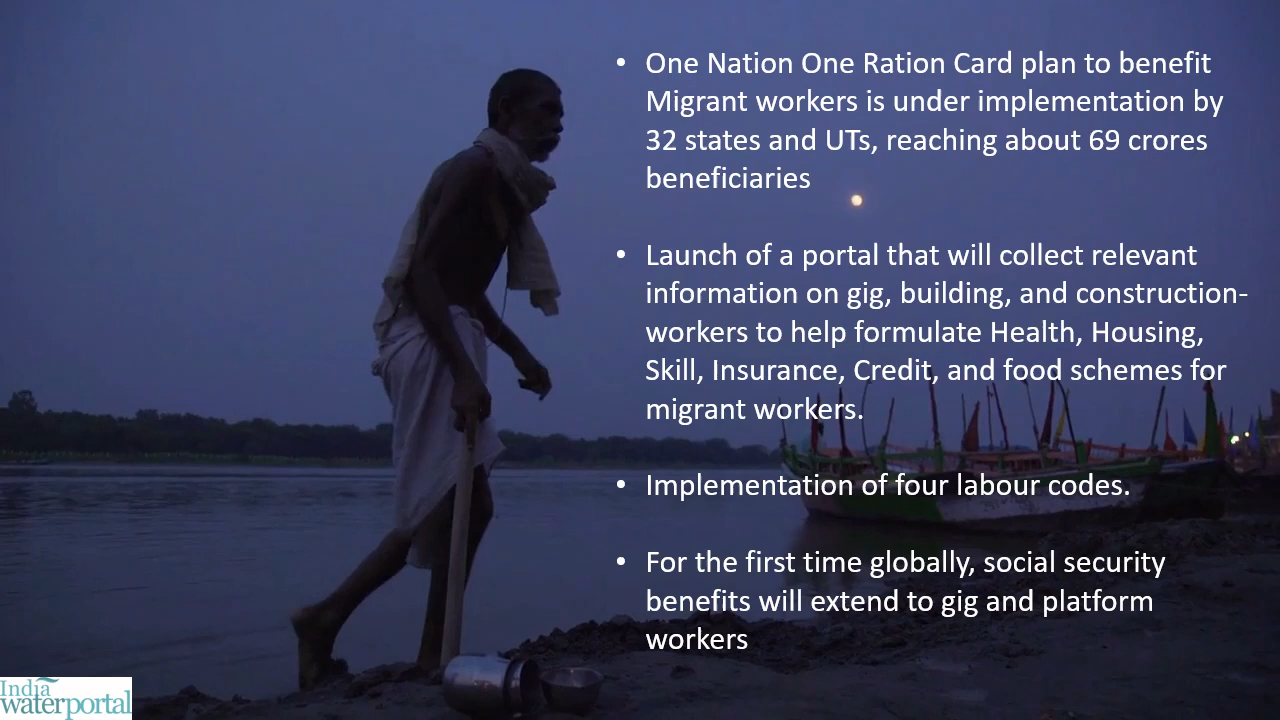 • One Nation One Ration Card plan to benefit
Migrant workers is under implementation by
32 states and UTs, reaching about 69 crores
beneficiaries
• Launch of a portal that will collect relevant
information on gig, building, and construction-
workers to help formulate Health, Housing,
Skill, Insurance, Credit, and food schemes for
migrant workers.
• Implementation of four labour codes.
• For the first time globally, social security
benefits will extend to gig and platform
workers
India
waterportal